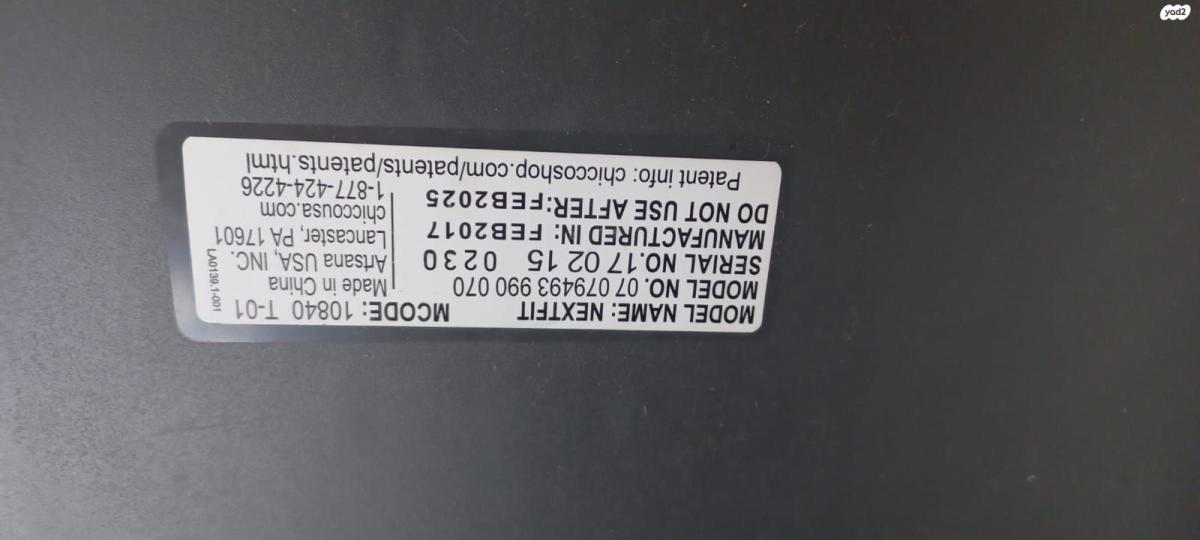 yad2
MODEL NAME: NEXTFIT MCODE: 10840 T-01
MODEL NO. 07 079493 990 070
SERIAL NO.17 02 15 0230
MANUFACTURED IN: FEB2017
DO NOT USE AFTER:FEB2025
Made in China
Artsana USA, INC.
Lancaster, PA 17601
chiccousa.com
1-877-424-4226
Patent info: chiccoshop.com/patents/patents.html
LA0139.1-001